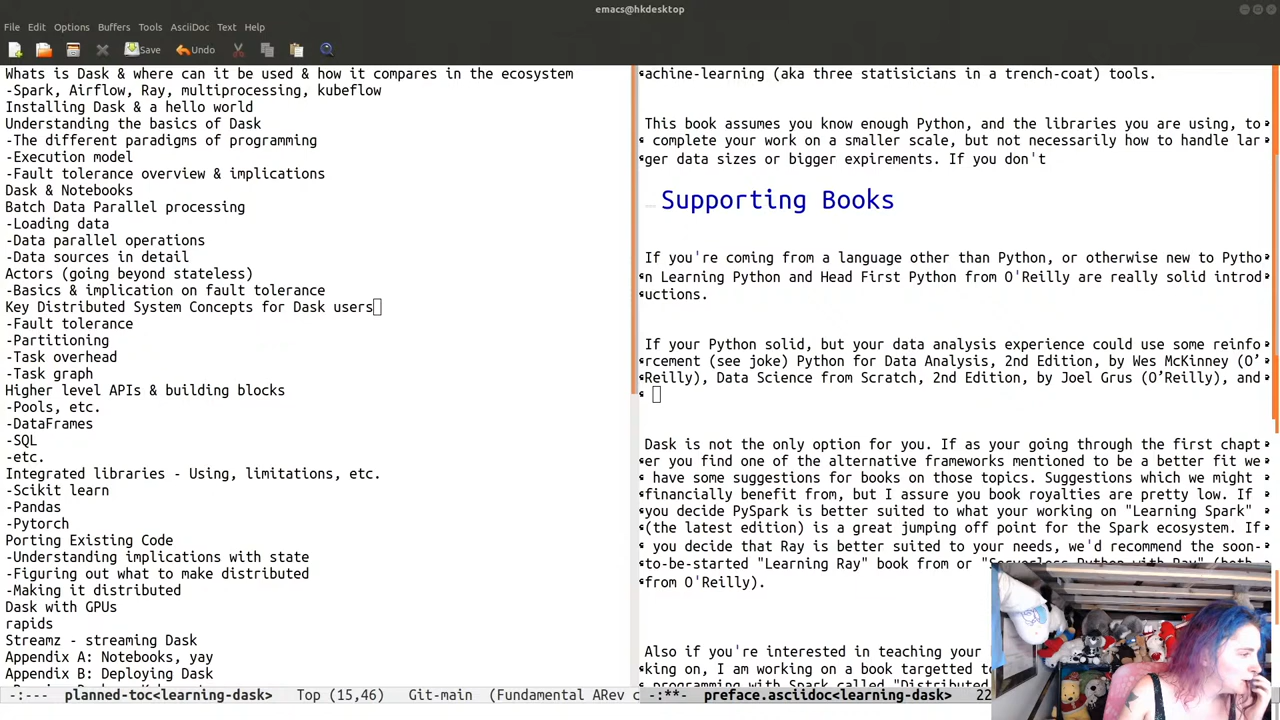 emacs@hkdesktop
File Edit Options Buffers Tools AsciiDoc Text Help
Save Undo
Whats is Dask & where can it be used & how it compares in the ecosystem
-Spark, Airflow, Ray, multiprocessing, kubeflow
Installing Dask & a hello world
Understanding the basics of Dask
-The different paradigms of programming
-Execution model
-Fault tolerance overview & implications
Dask & Notebooks
Batch Data Parallel processing
-Loading data
-Data parallel operations
-Data sources in detail
Actors (going beyond stateless)
-Basics & implication on fault tolerance
Key Distributed System Concepts for Dask users
-Fault tolerance
-Partitioning
-Task overhead
-Task graph
Higher level APIs & building blocks
-Pools, etc.
-DataFrames
-SQL
-etc.
Integrated libraries - Using, limitations, etc.
-Scikit learn
-Pandas
-Pytorch
Porting Existing Code
-Understanding implications with state
-Figuring out what to make distributed
-Making it distributed
Dask with GPUs
rapids
Streamz - streaming Dask
Appendix A: Notebooks, yay
Appendix B: Deploying Dask
-:--- planned-toc<learning-dask> Top (15,46) Git-main (Fundamental ARev c
achine-learning (aka three statisicians in a trench-coat) tools.
This book assumes you know enough Python, and the libraries you are using, to
complete your work on a smaller scale, but not necessarily how to handle lar
ger data sizes or bigger expirements. If you don't
Supporting Books
If you're coming from a language other than Python, or otherwise new to Pytho
n Learning Python and Head First Python from O'Reilly are really solid introd
uctions.
If your Python solid, but your data analysis experience could use some reinfo
rcement (see joke) Python for Data Analysis, 2nd Edition, by Wes McKinney (O’
Reilly), Data Science from Scratch, 2nd Edition, by Joel Grus (O’Reilly), and
Dask is not the only option for you. If as your going through the first chapt
er you find one of the alternative frameworks mentioned to be a better fit we
have some suggestions for books on those topics. Suggestions which we might
financially benefit from, but I assure you book royalties are pretty low. If
you decide PySpark is better suited to what your working on "Learning Spark"
(the latest edition) is a great jumping off point for the Spark ecosystem. If
you decide that Ray is better suited to your needs, we'd recommend the soon-
to-be-started "Learning Ray" book from or "Serverless Python with Ray" (both
from O'Reilly).
Also if you're interested in teaching your
king on, I am working on a book targetted to
programming with Spark called "Distributed
-:**- preface.asciidoc<learning-dask> 22